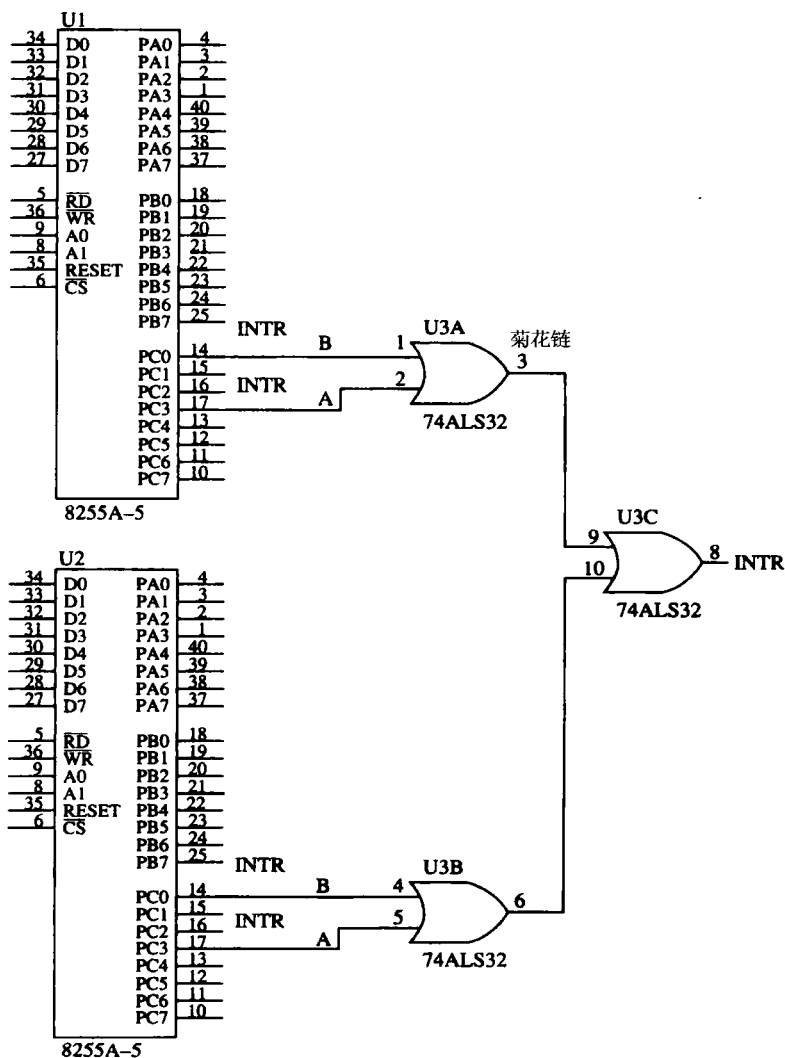 U1
34 D0 PA0 4
33 D1 PA1 3
32 D2 PA2 2
31 D3 PA3 1
30 D4 PA4 40
29 D5 PA5 39
28 D6 PA6 38
27 D7 PA7 37
5 RD PB0 18
36 WR PB1 19
9 A0 PB2 20
8 A1 PB3 21
35 RESET PB4 22
6 CS PB5 23
PB6 24
PB7 25
INTR
PC0 14 B 1
PC1 15
PC2 16 INTR
PC3 17 A 2
PC4 13
PC5 12
PC6 11
PC7 10
8255A-5
U3A
菊花链
3
74ALS32
U3C
9
10
8 INTR
74ALS32
U2
34 D0 PA0 4
33 D1 PA1 3
32 D2 PA2 2
31 D3 PA3 1
30 D4 PA4 40
29 D5 PA5 39
28 D6 PA6 38
27 D7 PA7 37
5 RD PB0 18
36 WR PB1 19
9 A0 PB2 20
8 A1 PB3 21
35 RESET PB4 22
6 CS PB5 23
PB6 24
PB7 25
INTR
PC0 14 B 4
PC1 15
PC2 16 INTR
PC3 17 A 5
PC4 13
PC5 12
PC6 11
PC7 10
8255A-5
U3B
6
74ALS32